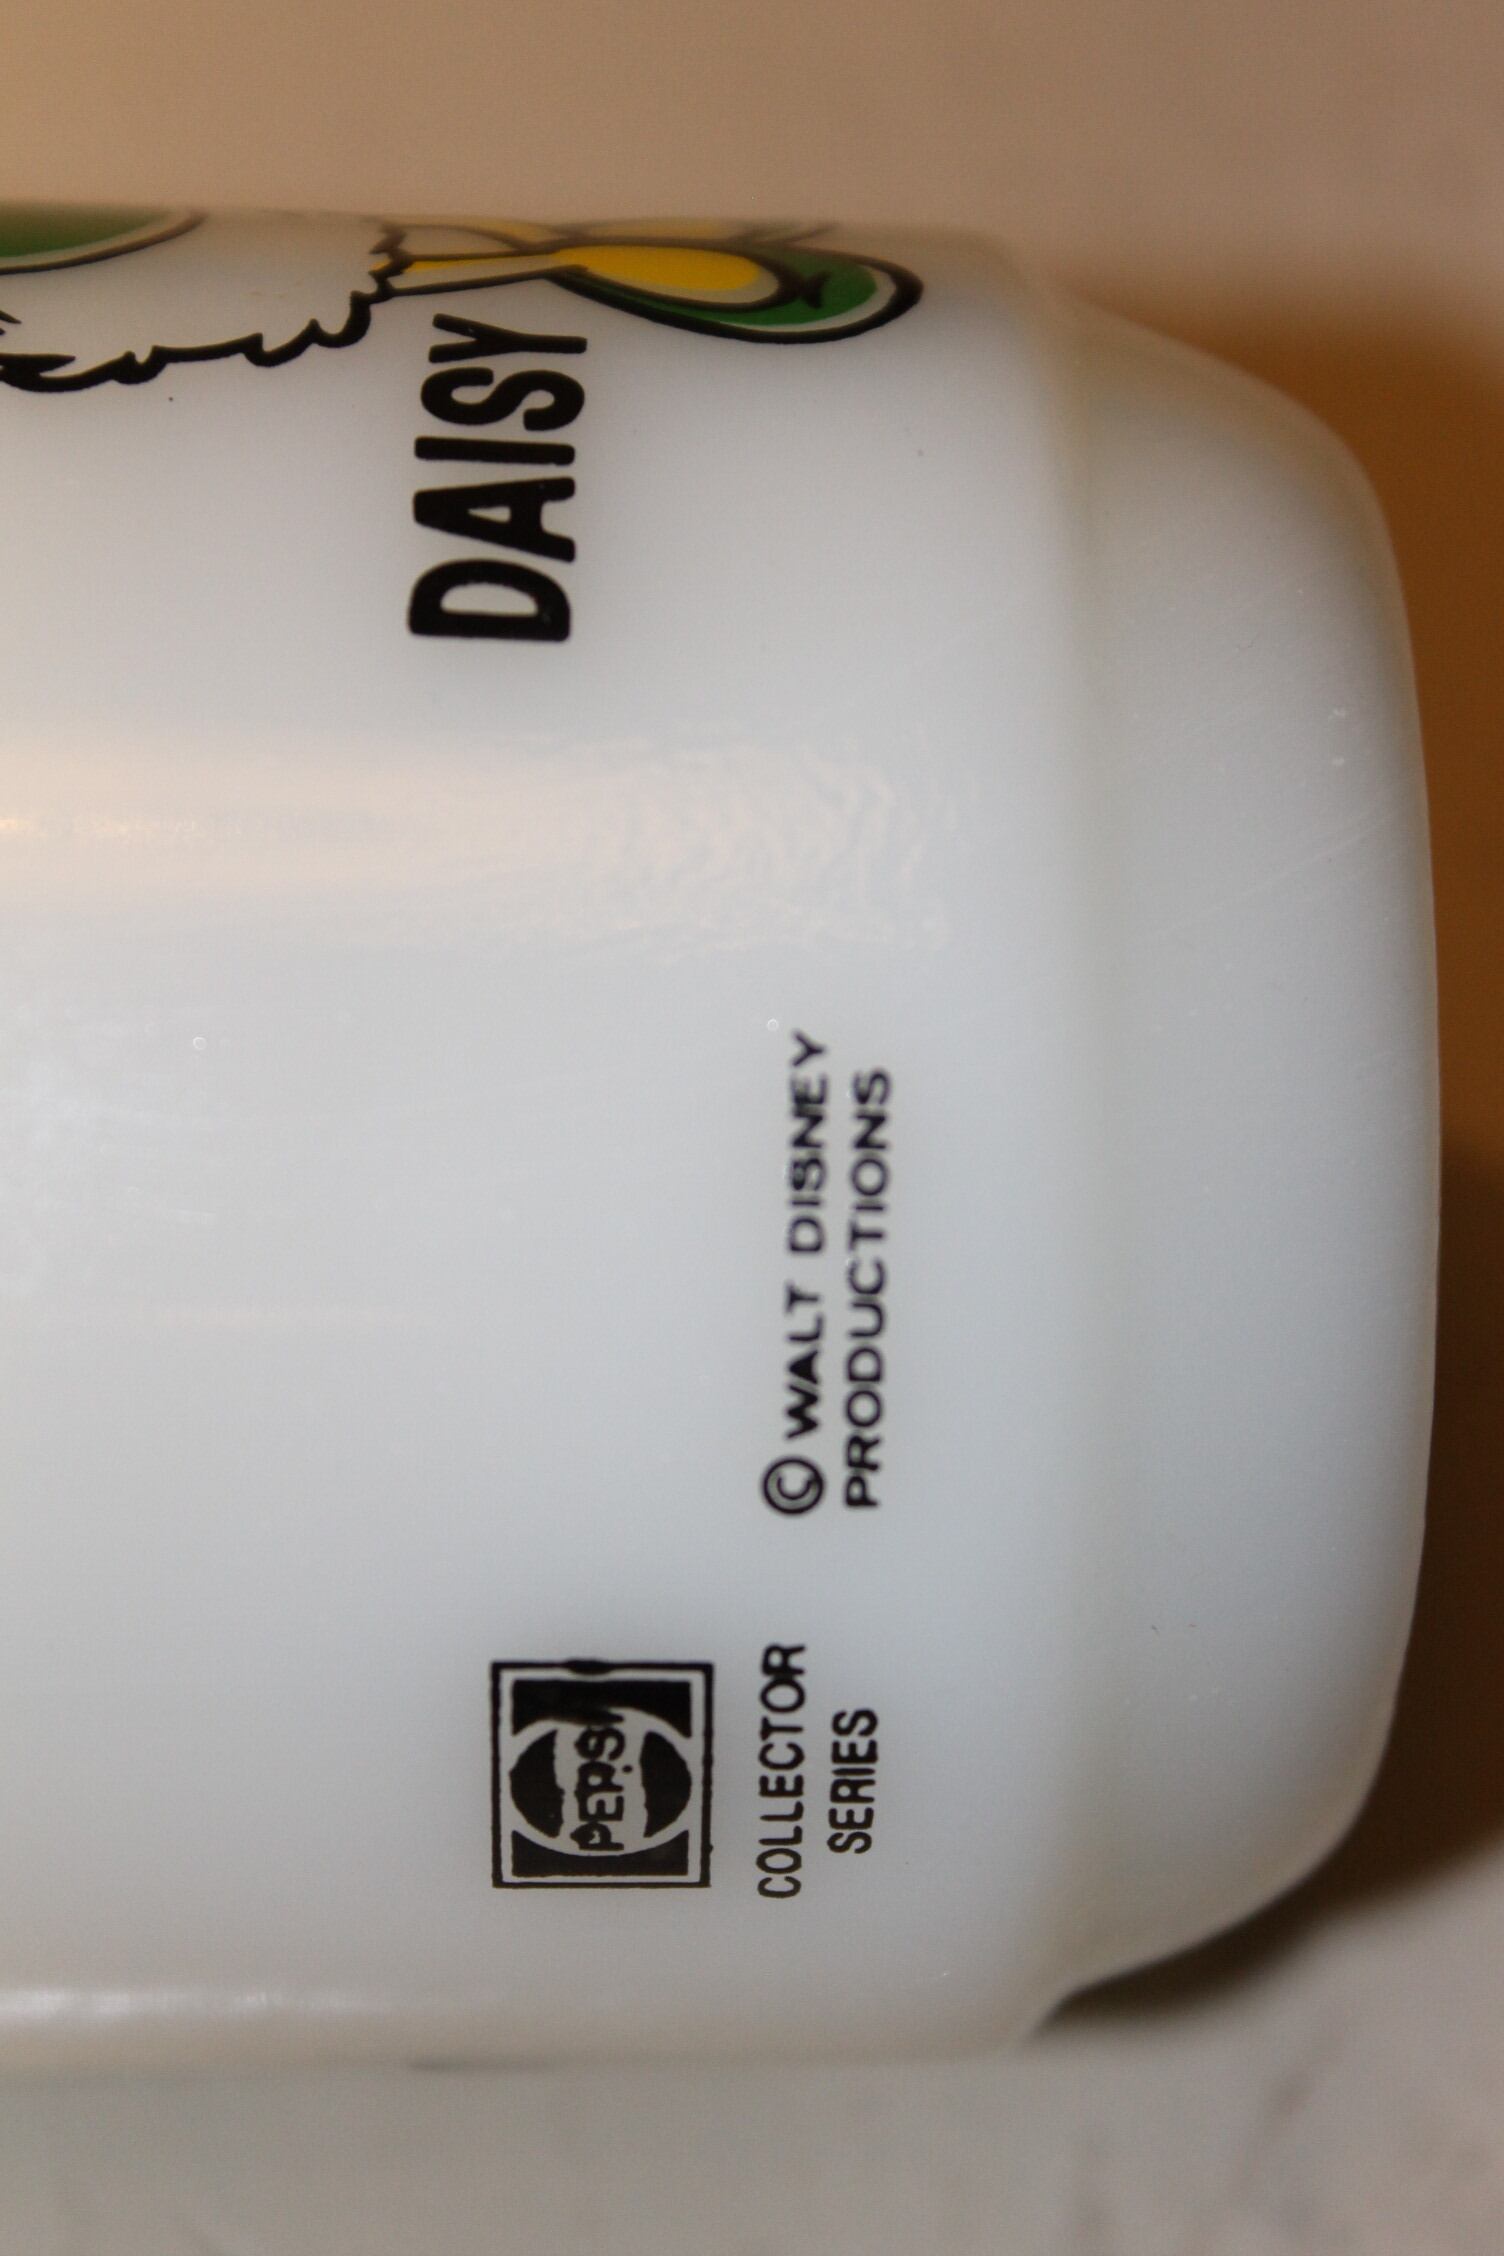 DAISY
© WALT DISNEY
PRODUCTIONS
PEPSI
COLLECTOR
SERIES